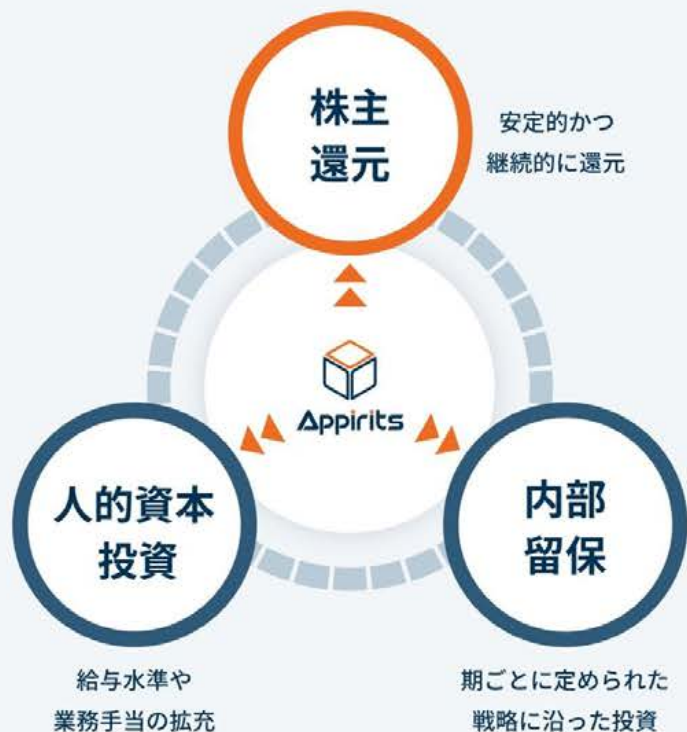 株主
還元
安定的かつ
継続的に還元
Appirits
人的資本
投資
給与水準や
業務手当の拡充
内部
留保
期ごとに定められた
戦略に沿った投資